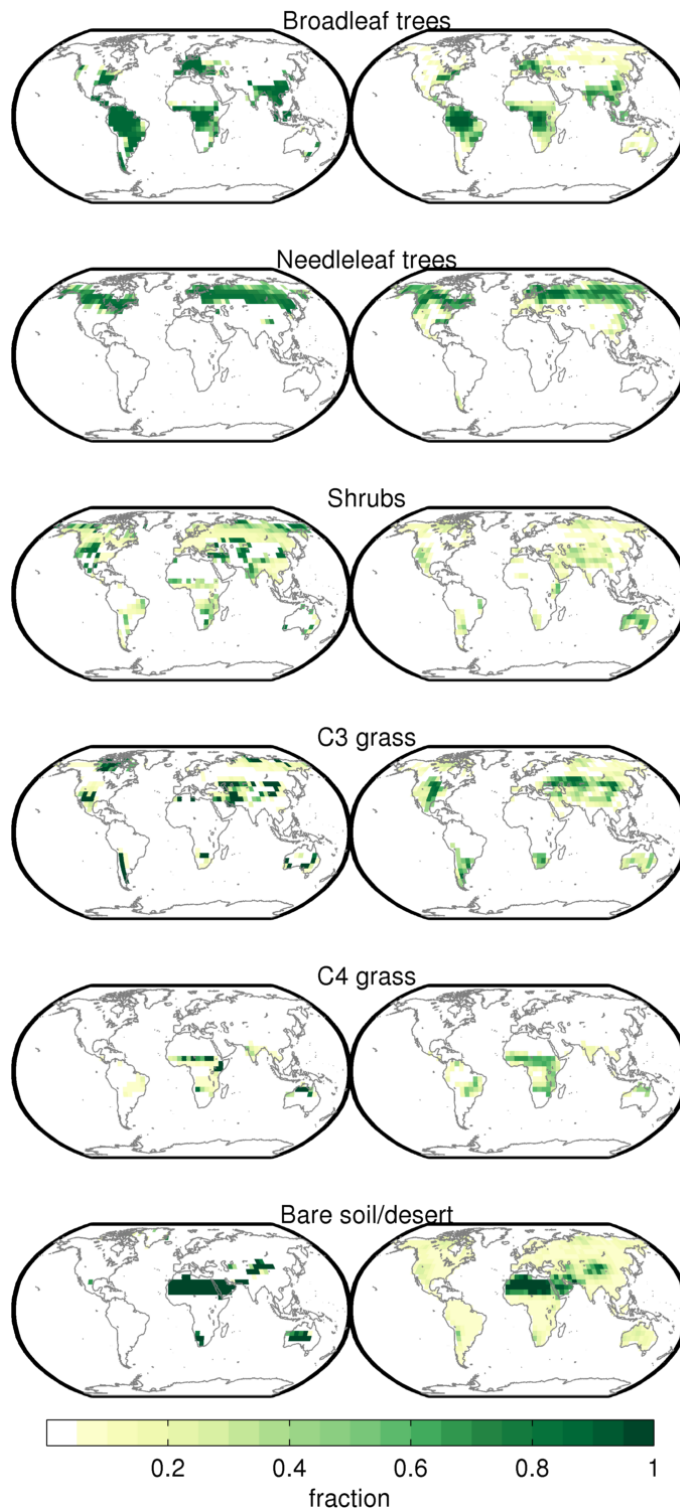 Broadleaf trees
Needleleaf trees
Shrubs
C3 grass
C4 grass
Bare soil/desert
0.2 0.4 0.6 0.8 1
fraction